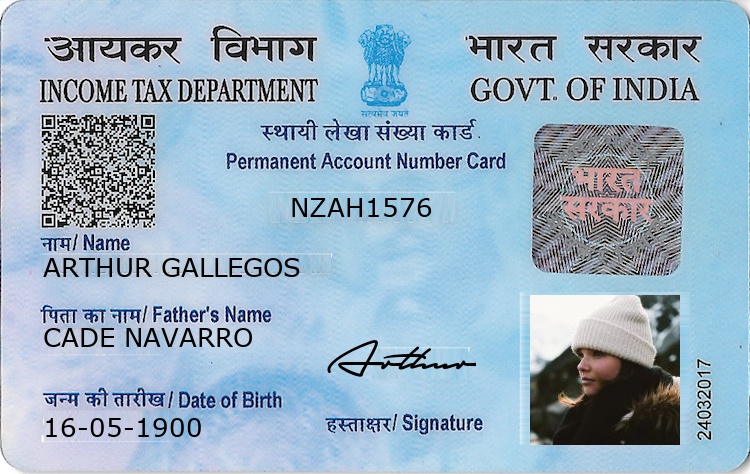 आयकर विभाग
INCOME TAX DEPARTMENT
भारत सरकार
GOVT. OF INDIA
सत्यमेव जयते
स्थायी लेखा संख्या कार्ड
Permanent Account Number Card
NZAH1576
भारत
सरकार
नाम/ Name
ARTHUR GALLEGOS
पिता का नाम/ Father's Name
CADE NAVARRO
Arthur
जन्म की तारीख / Date of Birth
16-05-1900
हस्ताक्षर/ Signature
24032017